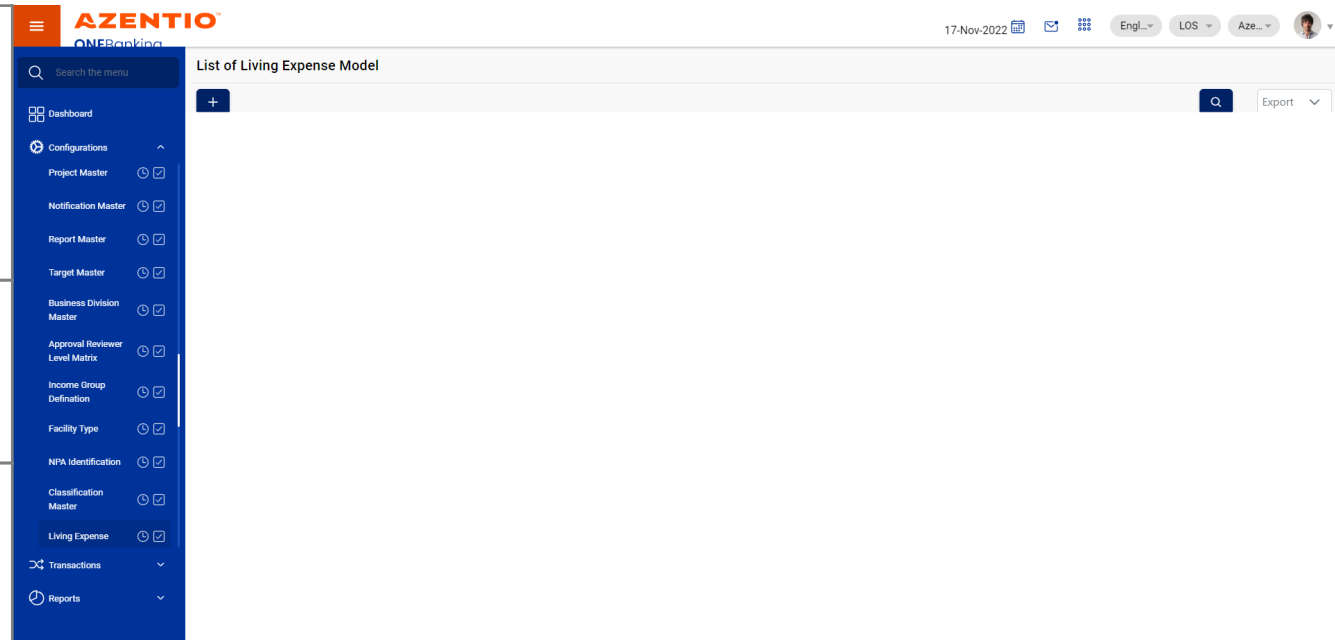 AZENTIO™
ONEBanking
17-Nov-2022
Engl...
LOS
Aze...
Search the menu
List of Living Expense Model
+
Export
Dashboard
Configurations
Project Master
Notification Master
Report Master
Target Master
Business Division
Master
Approval Reviewer
Level Matrix
Income Group
Defination
Facility Type
NPA Identification
Classification
Master
Living Expense
Transactions
Reports